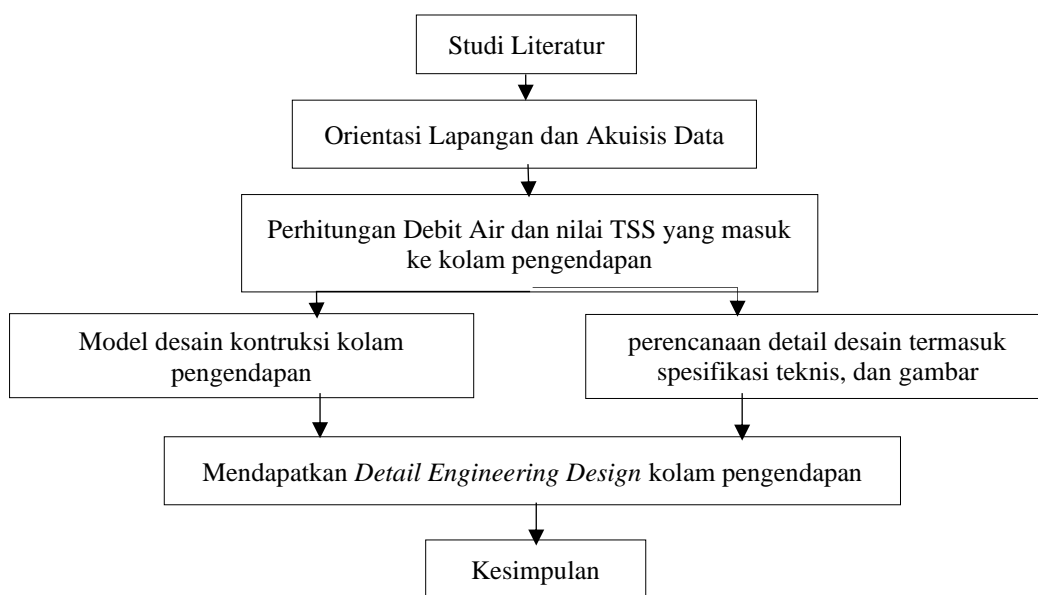 Studi Literatur
Orientasi Lapangan dan Akuisis Data
Perhitungan Debit Air dan nilai TSS yang masuk
ke kolam pengendapan
Model desain kontruksi kolam
pengendapan
perencanaan detail desain termasuk
spesifikasi teknis, dan gambar
Mendapatkan Detail Engineering Design kolam pengendapan
Kesimpulan